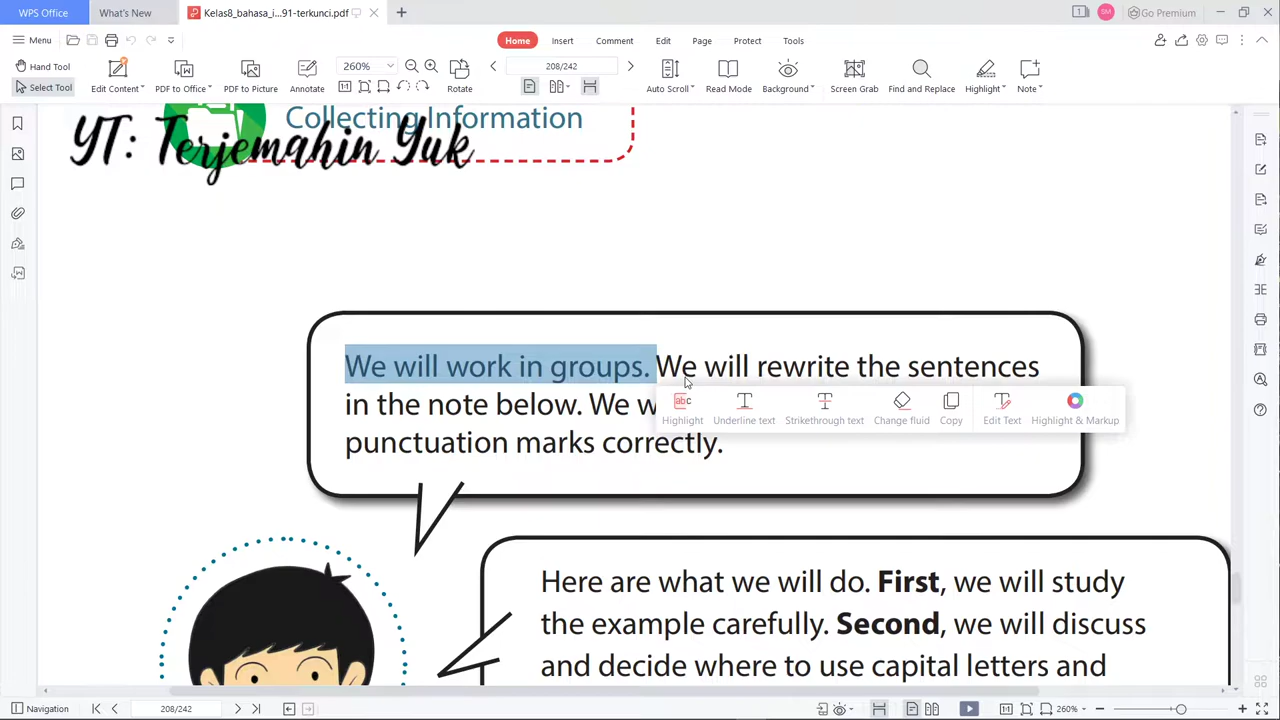 WPS Office
What's New
Kelas8_bahasa_i...91-terkunci.pdf
1
SM
Go Premium
Menu
Home
Insert
Comment
Edit
Page
Protect
Tools
Hand Tool
Select Tool
Edit Content
PDF to Office
PDF to Picture
Annotate
260%
Rotate
208/242
Auto Scroll
Read Mode
Background
Screen Grab
Find and Replace
Highlight
Note
Collecting Information
YT: Terjemahin Yuk
We will work in groups. We will rewrite the sentences
in the note below. We w
punctuation marks correctly.
Highlight
Underline text
Strikethrough text
Change fluid
Copy
Edit Text
Highlight & Markup
Here are what we will do. First, we will study
the example carefully. Second, we will discuss
and decide where to use capital letters and
Navigation
208/242
260%